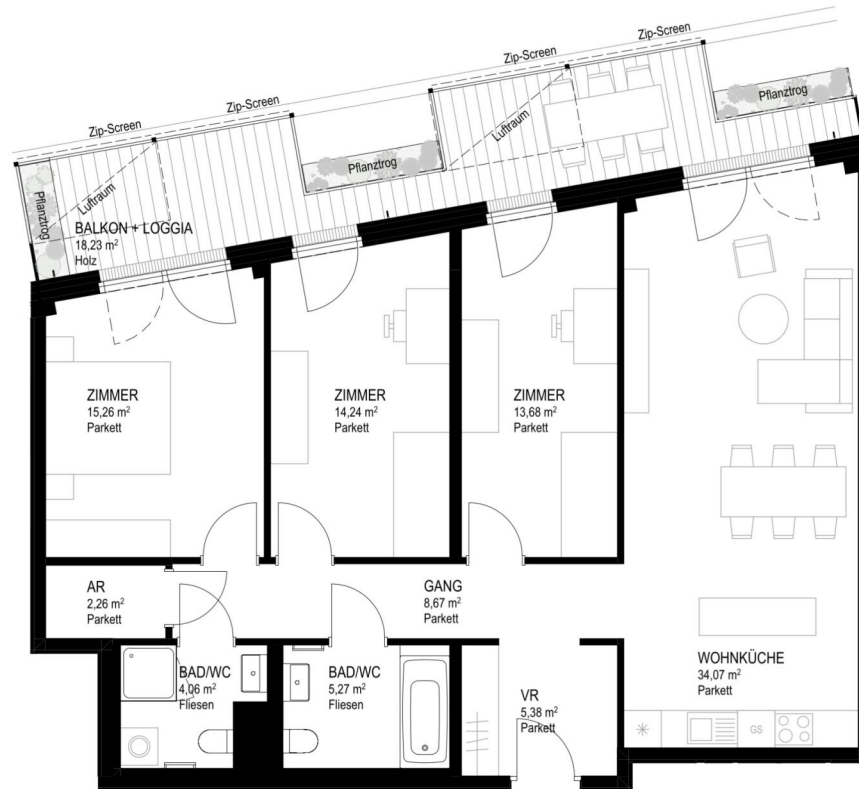 Zip-Screen
Zip-Screen
Zip-Screen
Zip-Screen
Pflanztrog
Luftraum
Pflanztrog
Luftraum
Pflanztrog
BALKON + LOGGIA
18,23 m²
Holz
Pflanztrog
ZIMMER
15,26 m²
Parkett
ZIMMER
14,24 m²
Parkett
ZIMMER
13,68 m²
Parkett
AR
2,26 m²
Parkett
GANG
8,67 m²
Parkett
WOHNKÜCHE
34,07 m²
Parkett
BAD/WC
4,06 m²
Fliesen
BAD/WC
5,27 m²
Fliesen
VR
5,38 m²
Parkett
GS